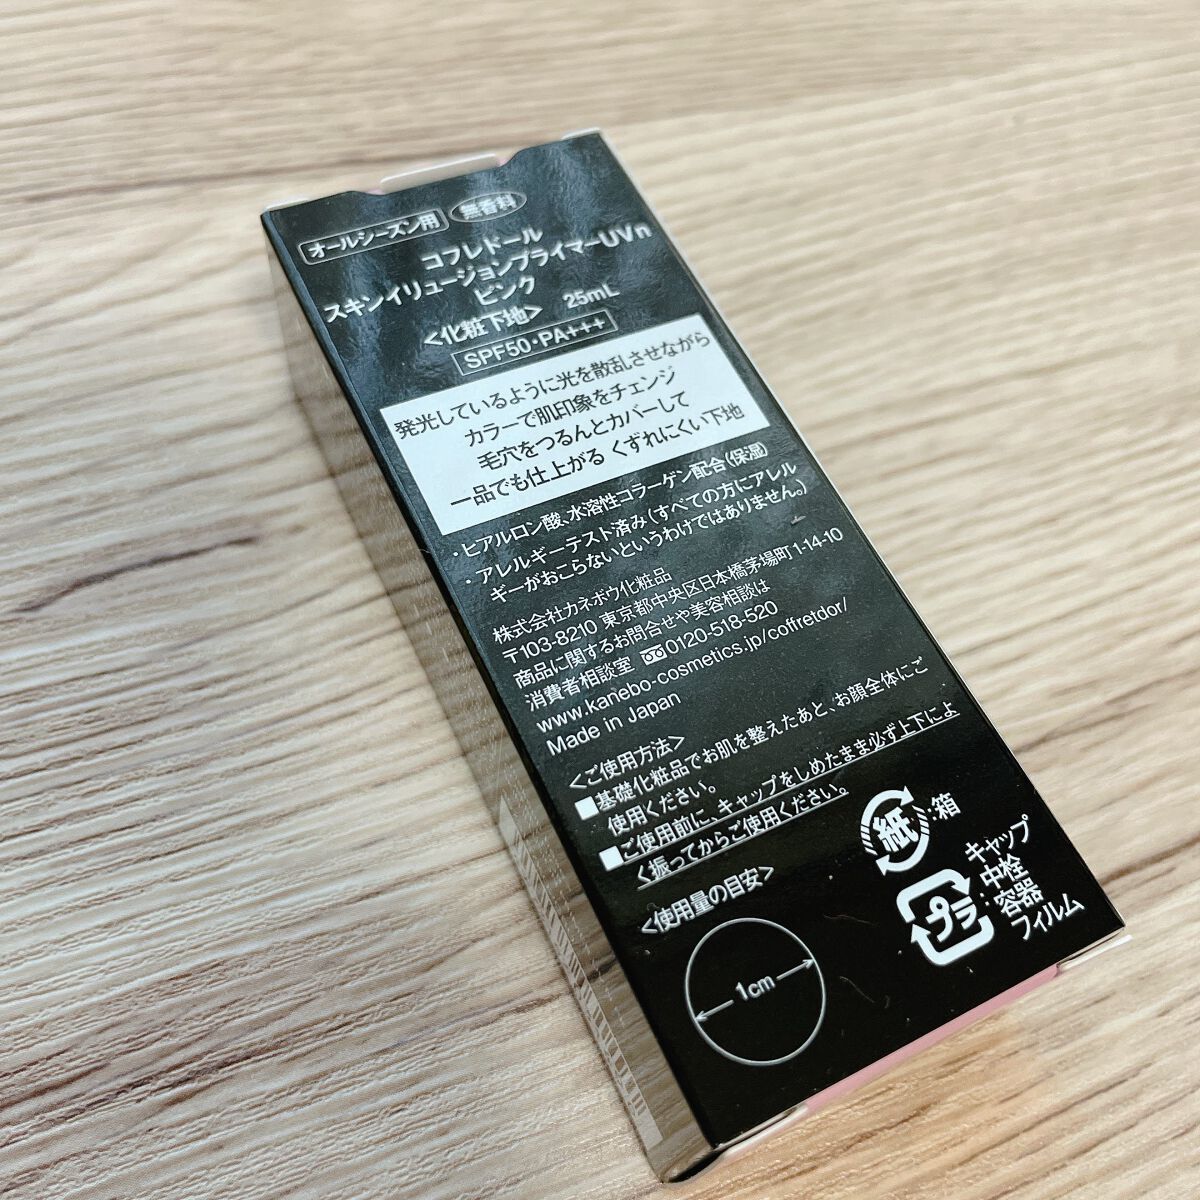 オールシーズン用 無香料
コフレドール
スキンイリュージョンプライマーUVn
ピンク
<化粧下地> 25mL
SPF50・PA+++
発光しているように光を散乱させながら
カラーで肌印象をチェンジ
毛穴をつるんとカバーして
一品でも仕上がる くずれにくい下地
・ヒアルロン酸、水溶性コラーゲン配合(保湿)
・アレルギーテスト済み(すべての方にアレル
ギーがおこらないというわけではありません。)
株式会社カネボウ化粧品
〒103-8210 東京都中央区日本橋茅場町1-14-10
商品に関するお問合せや美容相談は
消費者相談室 0120-518-520
www.kanebo-cosmetics.jp/coffretdor/
Made in Japan
<ご使用方法>
■基礎化粧品でお肌を整えたあと、お顔全体にご
使用ください。
■ご使用前に、キャップをしめたまま必ず上下によ
く振ってからご使用ください。
<使用量の目安>
1cm
紙 :箱
プラ :キャップ
中栓
容器
フィルム